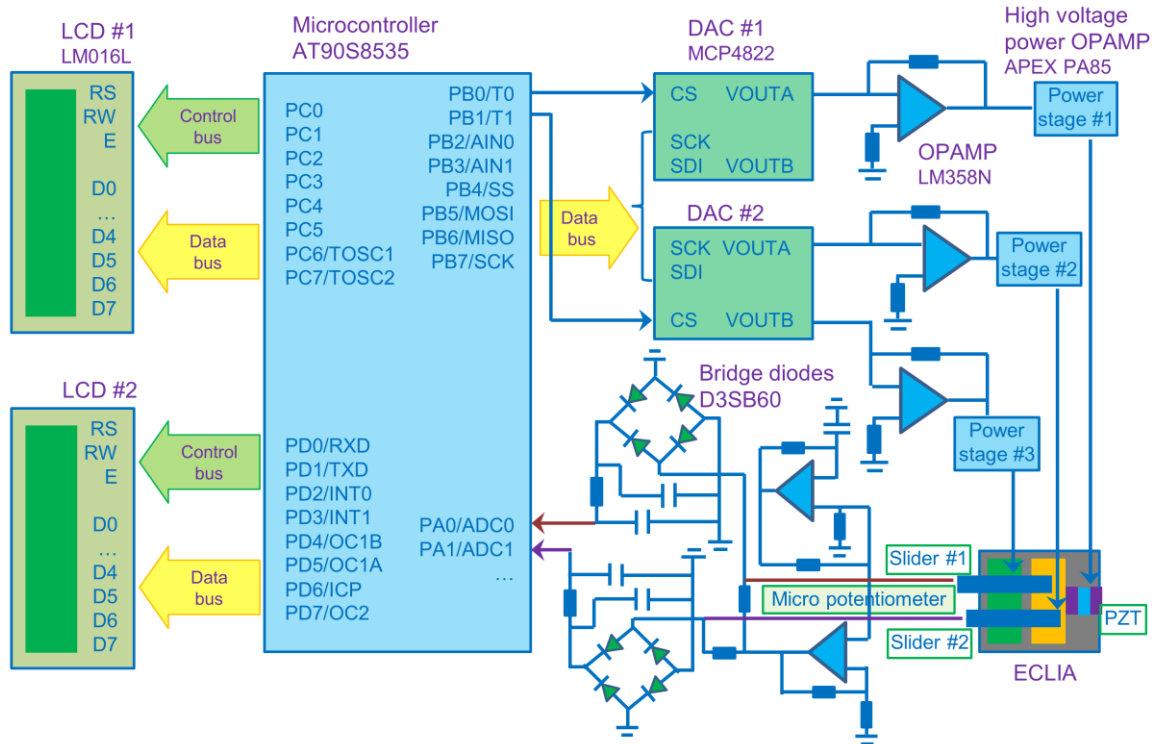 LCD #1
LM016L
RS
RW
E
D0
...
D4
D5
D6
D7
Control
bus
Data
bus
Microcontroller
AT90S8535
PC0
PC1
PC2
PC3
PC4
PC5
PC6/TOSC1
PC7/TOSC2
PB0/T0
PB1/T1
PB2/AIN0
PB3/AIN1
PB4/SS
PB5/MOSI
PB6/MISO
PB7/SCK
Data
bus
DAC #1
MCP4822
CS VOUTA
SCK
SDI VOUTB
DAC #2
SCK VOUTA
SDI
CS VOUTB
OPAMP
LM358N
High voltage
power OPAMP
APEX PA85
Power
stage #1
Power
stage #2
Power
stage #3
LCD #2
RS
RW
E
D0
...
D4
D5
D6
D7
Control
bus
Data
bus
PD0/RXD
PD1/TXD
PD2/INT0
PD3/INT1
PD4/OC1B
PD5/OC1A
PD6/ICP
PD7/OC2
PA0/ADC0
PA1/ADC1
...
Bridge diodes
D3SB60
Slider #1
Micro potentiometer
Slider #2
PZT
ECLIA